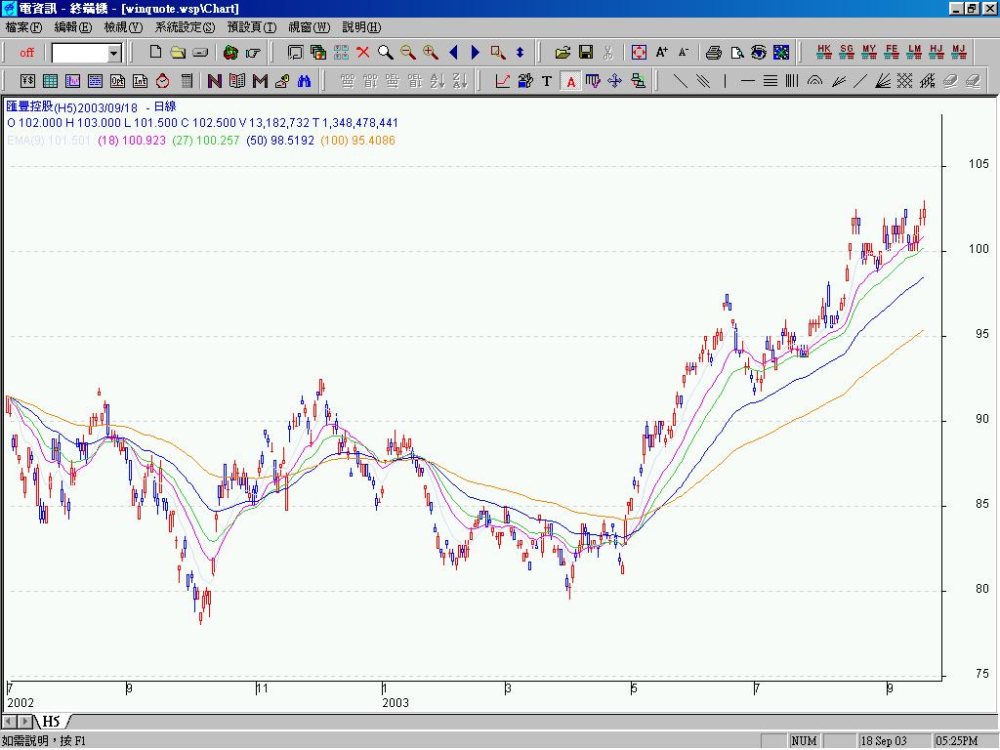 電資訊 - 終端機 - [winquote.wsp\Chart]
檔案(F) 編輯(E) 檢視(V) 系統設定(S) 預設頁(T) 視窗(W) 說明(H)
off
HK SG MY FE LM HJ MJ
匯豐控股(H5)2003/09/18 - 日線
O 102.000 H 103.000 L 101.500 C 102.500 V 13,182,732 T 1,348,478,441
EMA(9) 101.501 (18) 100.923 (27) 100.257 (50) 98.5192 (100) 95.4086
105
100
95
90
85
80
75
7 9 11 1 3 5 7 9
2002 2003
H5
如需說明，按 F1 NUM 18 Sep 03 05:25PM